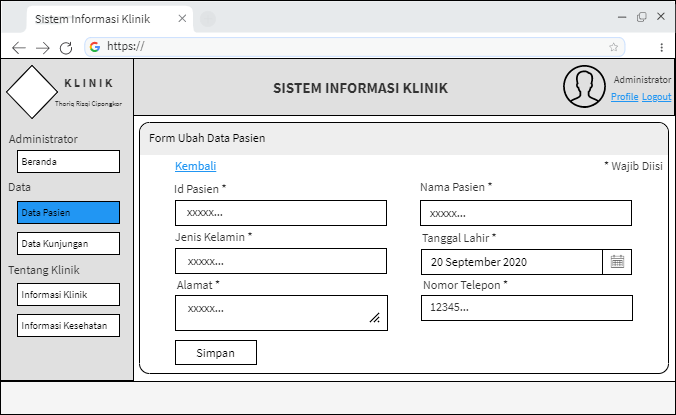 Sistem Informasi Klinik
https://
KLINIK
Thoriq Risqi Cipongkor
SISTEM INFORMASI KLINIK
Administrator
Profile Logout
Administrator
Beranda
Data
Data Pasien
Data Kunjungan
Tentang Klinik
Informasi Klinik
Informasi Kesehatan
Form Ubah Data Pasien
Kembali
* Wajib Diisi
Id Pasien *
xxxxx...
Nama Pasien *
xxxxx...
Jenis Kelamin *
xxxxx...
Tanggal Lahir *
20 September 2020
Alamat *
xxxxx...
Nomor Telepon *
12345...
Simpan